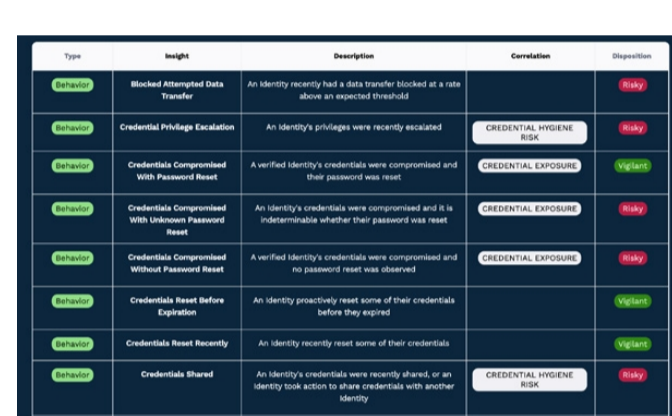 Type Insight Description Correlation Disposition
Behavior
Blocked Attempted Data
Transfer
An Identity recently had a data transfer blocked at a rate
above an expected threshold
Risky
Behavior
Credential Privilege Escalation
An Identity's privileges were recently escalated
CREDENTIAL HYGIENE
RISK
Risky
Behavior
Credentials Compromised
With Password Reset
A verified Identity's credentials were compromised and
their password was reset
CREDENTIAL EXPOSURE
Vigilant
Behavior
Credentials Compromised
With Unknown Password
Reset
An Identity's credentials were compromised and it is
indeterminable whether their password was reset
CREDENTIAL EXPOSURE
Risky
Behavior
Credentials Compromised
Without Password Reset
A verified Identity's credentials were compromised and
no password reset was observed
CREDENTIAL EXPOSURE
Risky
Behavior
Credentials Reset Before
Expiration
An Identity proactively reset some of their credentials
before they expired
Vigilant
Behavior
Credentials Reset Recently
An Identity recently reset some of their credentials
Vigilant
Behavior
Credentials Shared
An Identity's credentials were recently shared, or an
Identity took action to share credentials with another
Identity
CREDENTIAL HYGIENE
RISK
Risky